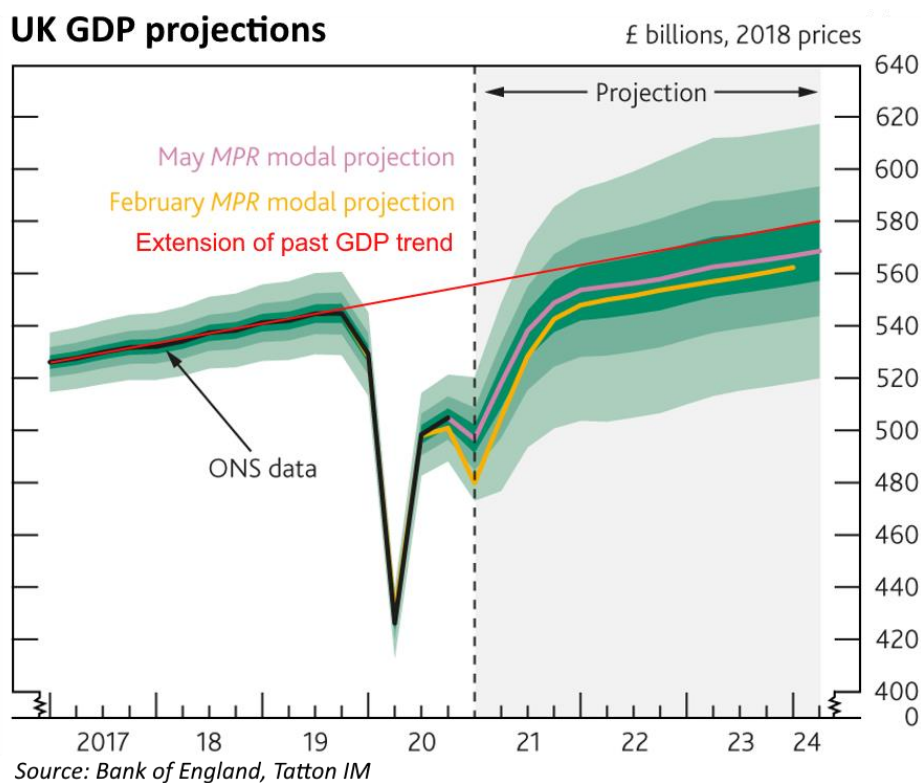 UK GDP projections
£ billions, 2018 prices
640
Projection
620
May MPR modal projection
600
February MPR modal projection
580
Extension of past GDP trend
560
540
520
500
ONS data
480
460
440
420
400
0
2017 18 19 20 21 22 23 24
Source: Bank of England, Tatton IM